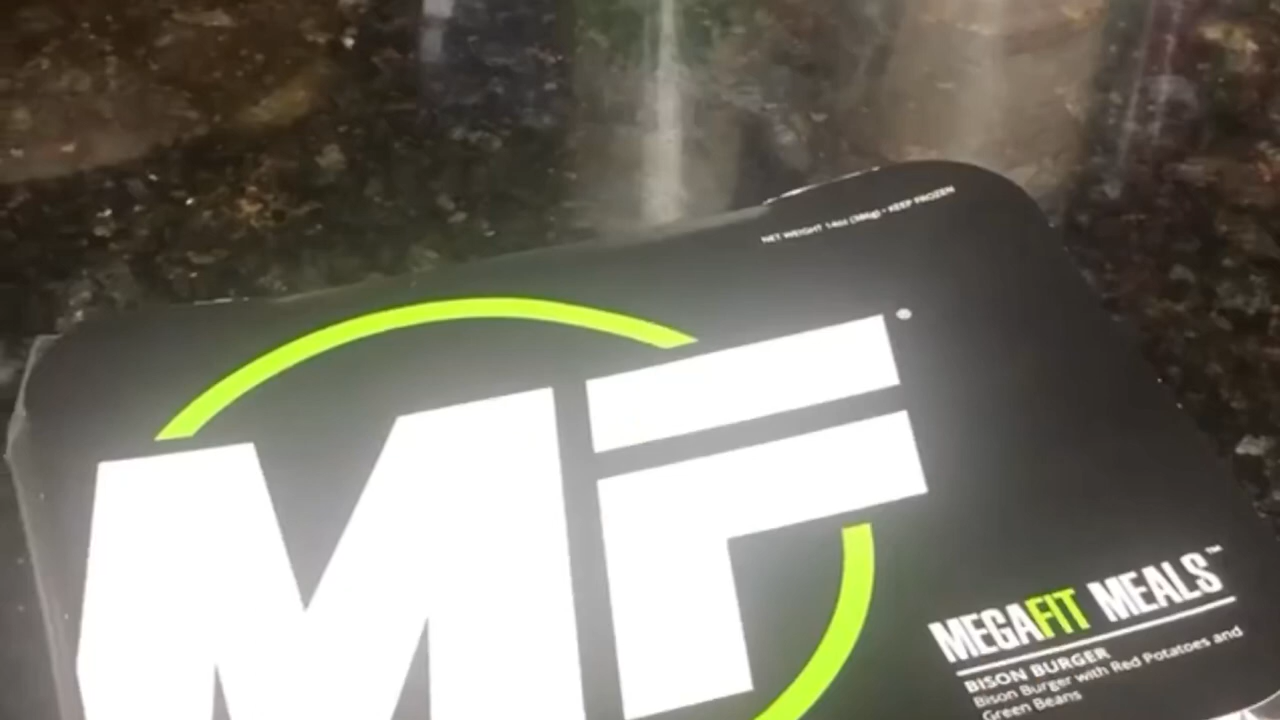 NET WEIGHT 14oz (396g) • KEEP FROZEN
MF
MEGAFIT MEALS™
BISON BURGER
Bison Burger with Red Potatoes and
Green Beans